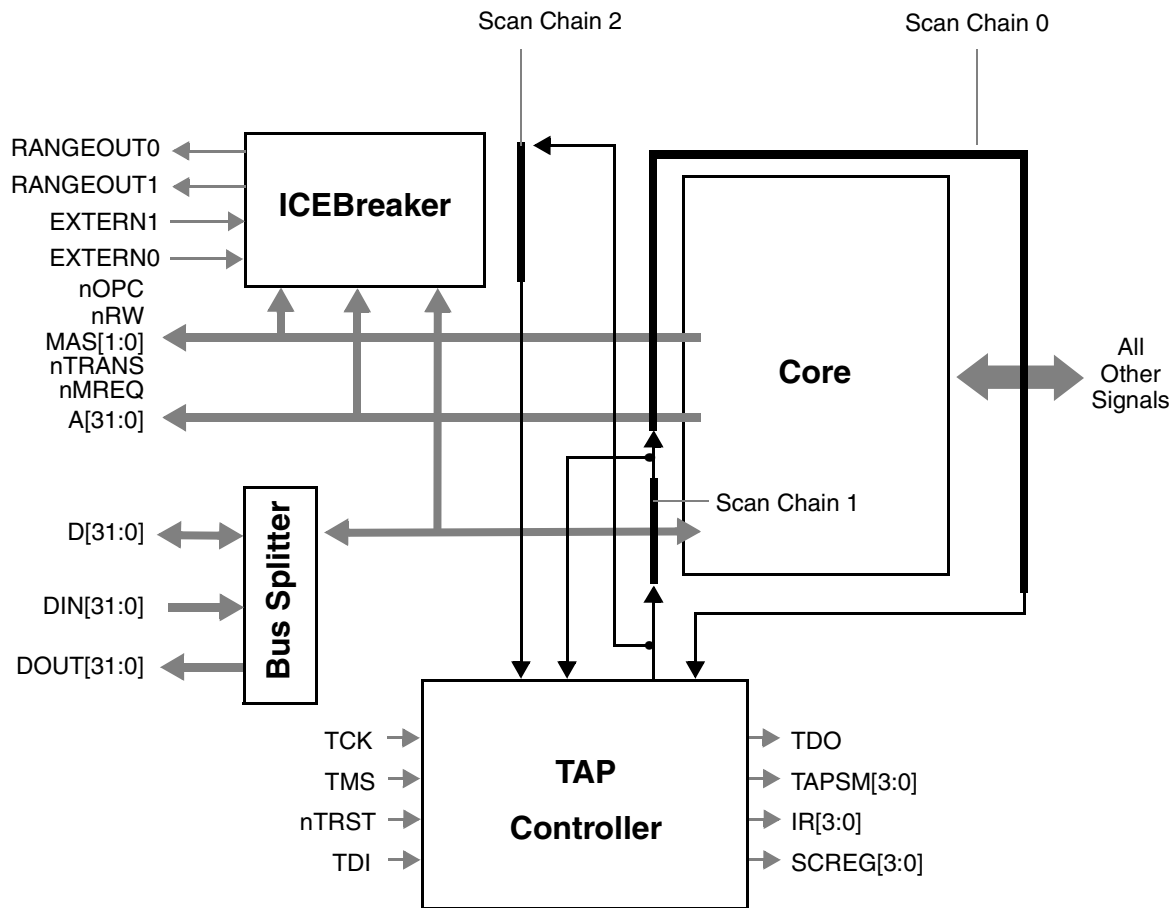 Scan Chain 2
Scan Chain 0
RANGEOUT0
RANGEOUT1
EXTERN1
EXTERN0
nOPC
nRW
MAS[1:0]
nTRANS
nMREQ
A[31:0]
ICEBreaker
Core
All
Other
Signals
Scan Chain 1
D[31:0]
DIN[31:0]
DOUT[31:0]
Bus Splitter
TCK
TMS
nTRST
TDI
TAP
Controller
TDO
TAPSM[3:0]
IR[3:0]
SCREG[3:0]